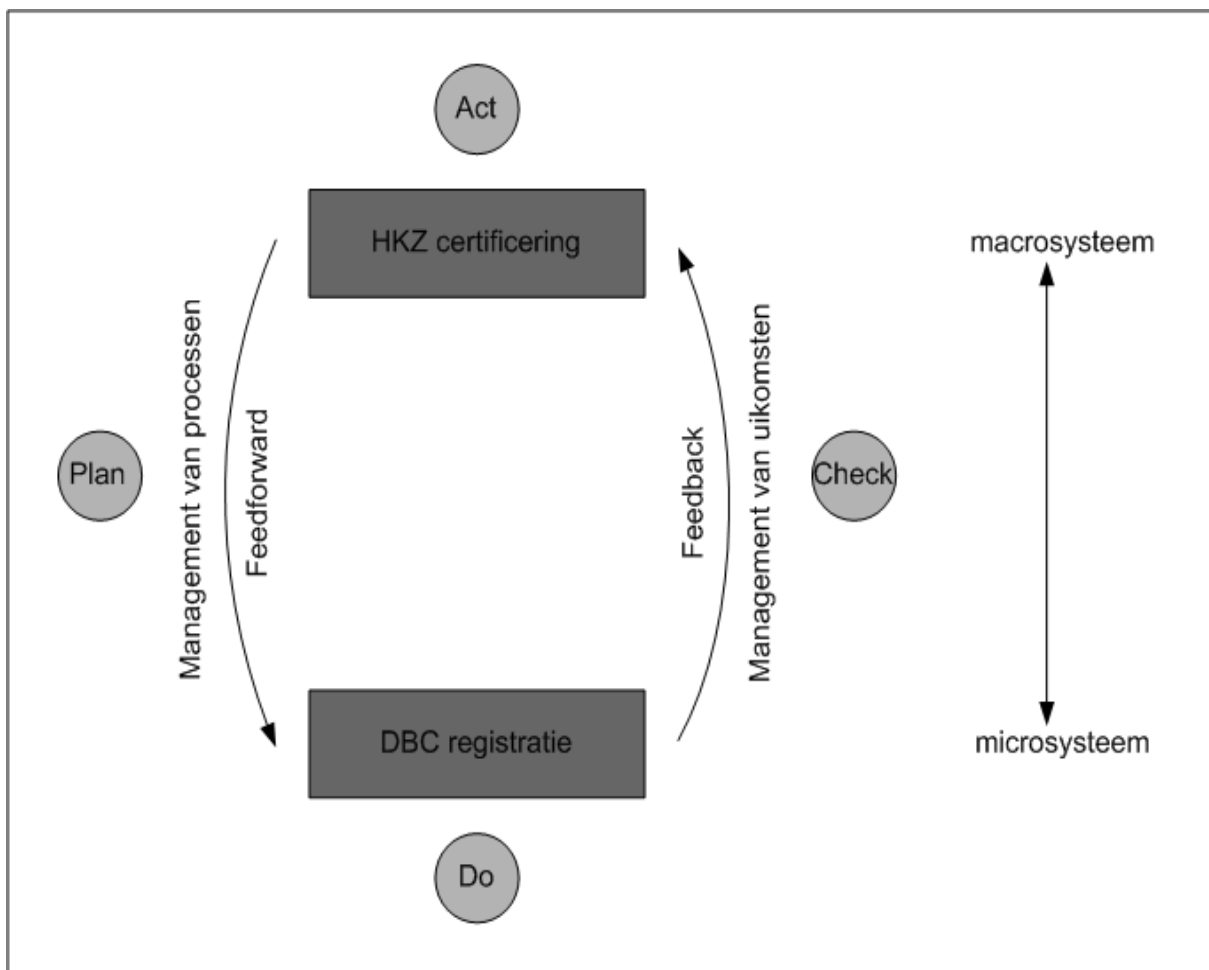 Act
HKZ certificering
macrosysteem
Management van processen
Feedforward
Feedback
Management van uikomsten
Plan
Check
DBC registratie
microsysteem
Do